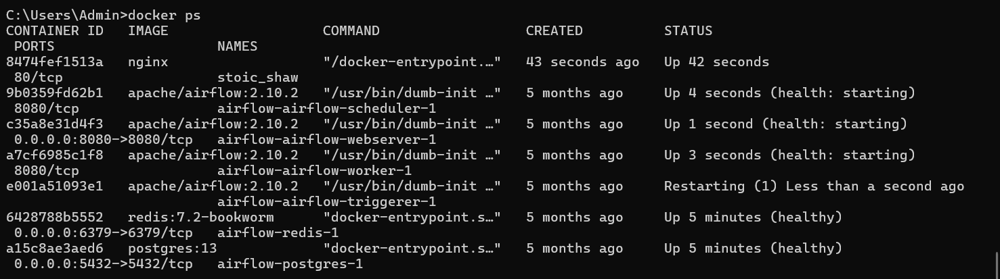 C:\Users\Admin>docker ps
CONTAINER ID   IMAGE                   COMMAND                  CREATED          STATUS
 PORTS                    NAMES
8474fef1513a   nginx                   "/docker-entrypoint.…"   43 seconds ago   Up 42 seconds
 80/tcp                   stoic_shaw
9b0359fd62b1   apache/airflow:2.10.2   "/usr/bin/dumb-init …"   5 months ago     Up 4 seconds (health: starting)
 8080/tcp                 airflow-airflow-scheduler-1
c35a8e31d4f3   apache/airflow:2.10.2   "/usr/bin/dumb-init …"   5 months ago     Up 1 second (health: starting)
 0.0.0.0:8080->8080/tcp   airflow-airflow-webserver-1
a7cf6985c1f8   apache/airflow:2.10.2   "/usr/bin/dumb-init …"   5 months ago     Up 3 seconds (health: starting)
 8080/tcp                 airflow-airflow-worker-1
e001a51093e1   apache/airflow:2.10.2   "/usr/bin/dumb-init …"   5 months ago     Restarting (1) Less than a second ago
                          airflow-airflow-triggerer-1
6428788b5552   redis:7.2-bookworm      "docker-entrypoint.s…"   5 months ago     Up 5 minutes (healthy)
 0.0.0.0:6379->6379/tcp   airflow-redis-1
a15c8ae3aed6   postgres:13             "docker-entrypoint.s…"   5 months ago     Up 5 minutes (healthy)
 0.0.0.0:5432->5432/tcp   airflow-postgres-1